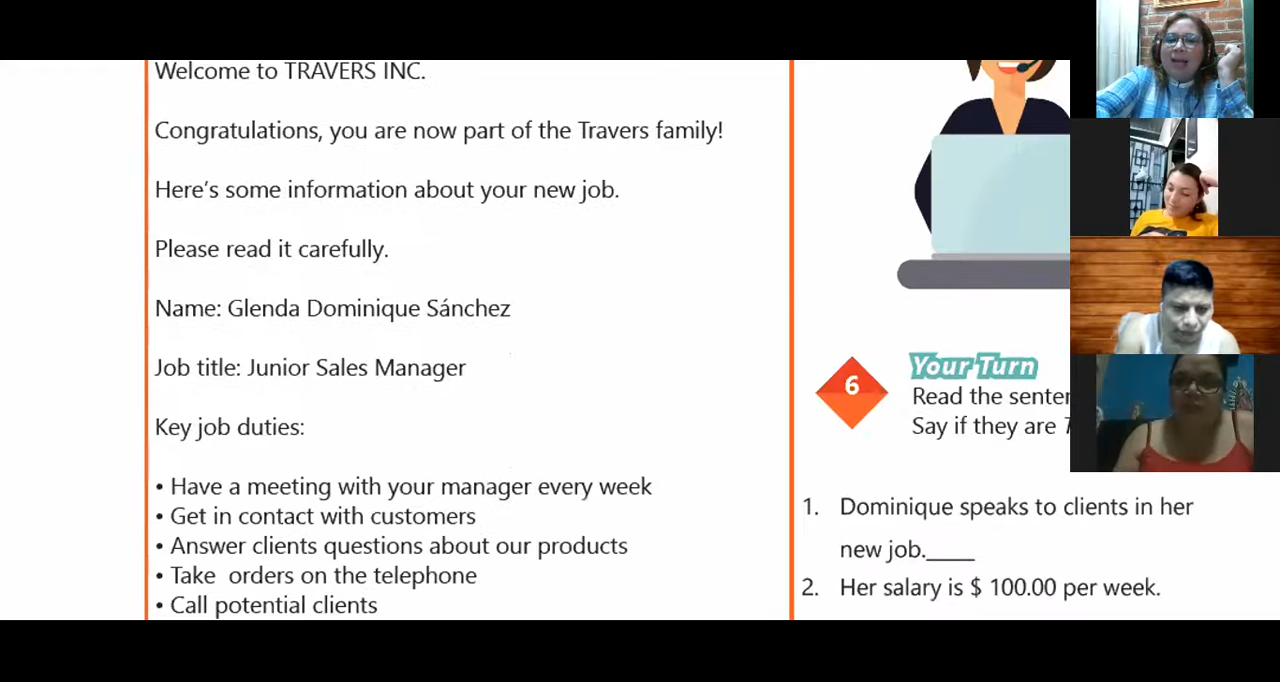 Welcome to TRAVERS INC.
Congratulations, you are now part of the Travers family!
Here's some information about your new job.
Please read it carefully.
Name: Glenda Dominique Sánchez
Job title: Junior Sales Manager
Key job duties:
• Have a meeting with your manager every week
• Get in contact with customers
• Answer clients questions about our products
• Take orders on the telephone
• Call potential clients
6
Your Turn
Read the
Say if they are
1. Dominique speaks to clients in her
new job.____
2. Her salary is $ 100.00 per week.